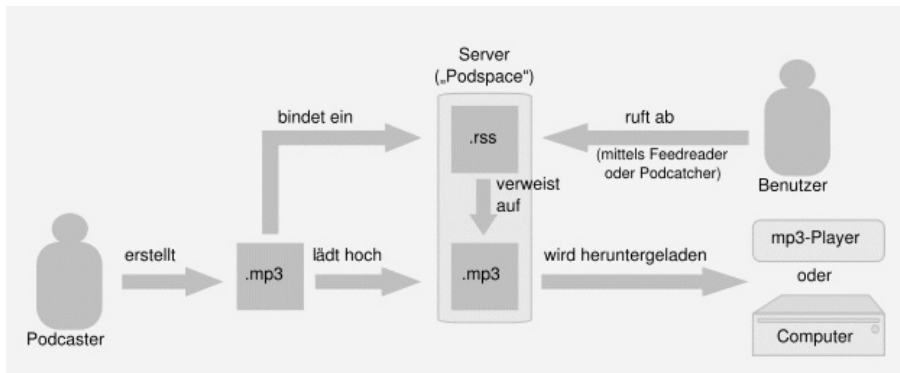 Server
(„Podspace“)
bindet ein
.rss
ruft ab
(mittels Feedreader
oder Podcatcher)
Benutzer
verweist
auf
erstellt
.mp3
lädt hoch
.mp3
wird heruntergeladen
mp3-Player
oder
Computer
Podcaster